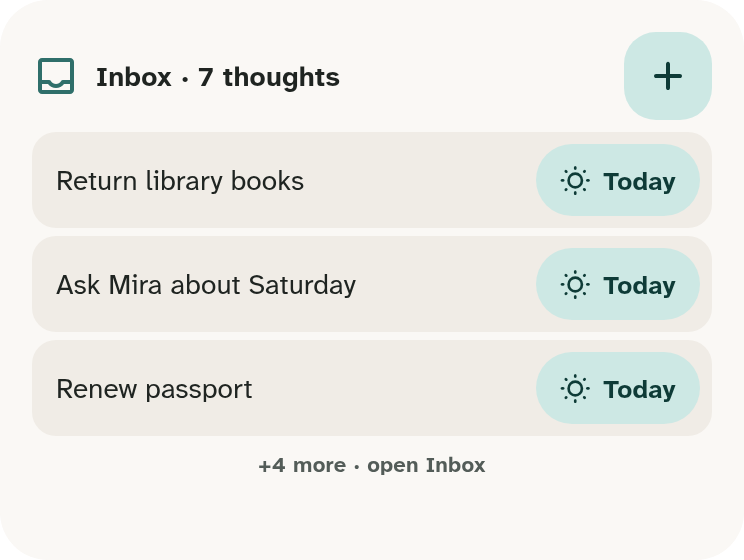 Inbox · 7 thoughts
Return library books
Today
Ask Mira about Saturday
Today
Renew passport
Today
+4 more · open Inbox